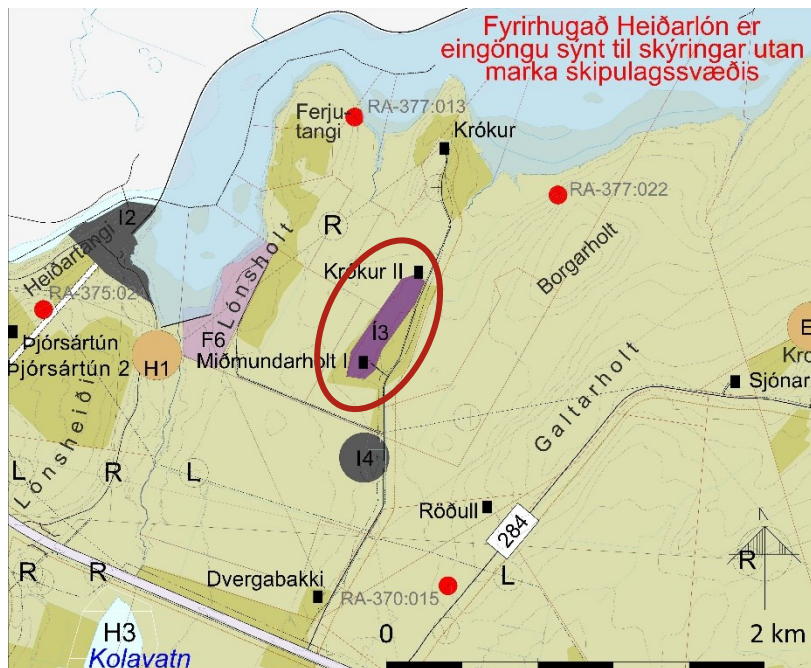 Fyrirhugað Heiðarlón er
eingöngu sýnt til skýringar utan
marka skipulagssvæðis
RA-377:013
Ferju-
tangi
Krókur
RA-377:022
I2
R
Heiðartangi
Lónsholt
Borgarholt
Krókur II
RA-375:02
Í3
Þjórsártún
F6
Þjórsártún 2
H1
Miðmundarholt I
E
Kro
Sjónar
Galtarholt
Lónsheiði
I4
L
R
L
Röðull
284
R
R
R
L
Dvergabakki
RA-370:015
H3
Kolavatn
0
2 km